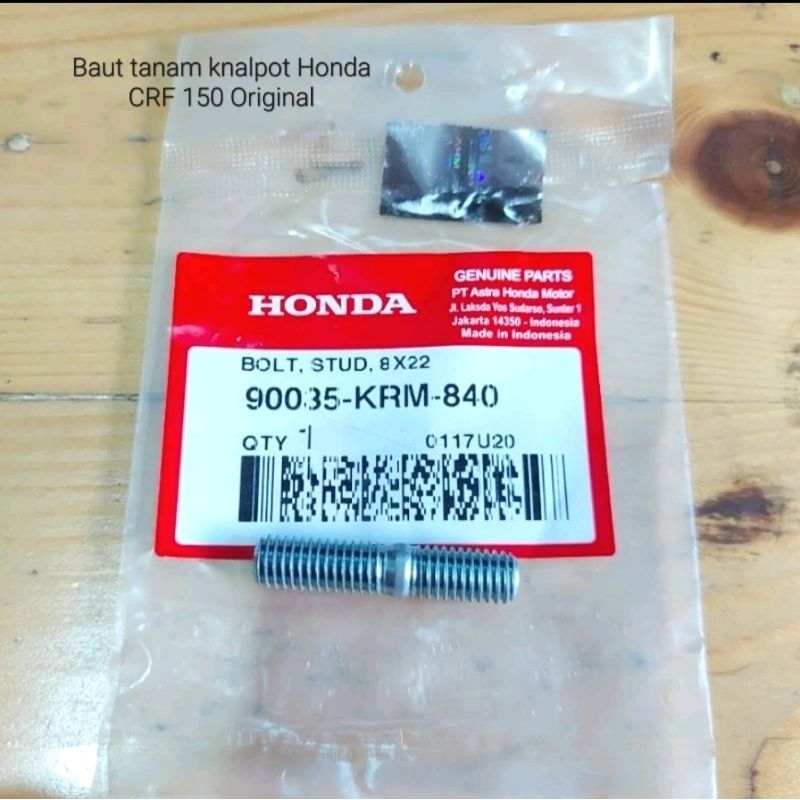 Baut tanam knalpot Honda
CRF 150 Original
HONDA
GENUINE PARTS
PT Astra Honda Motor
Jl. Laksda Yos Sudarso, Sunter 1
Jakarta 14350 - Indonesia
Made in Indonesia
BOLT, STUD, 8X22
90035-KRM-840
QTY 1 0117U20